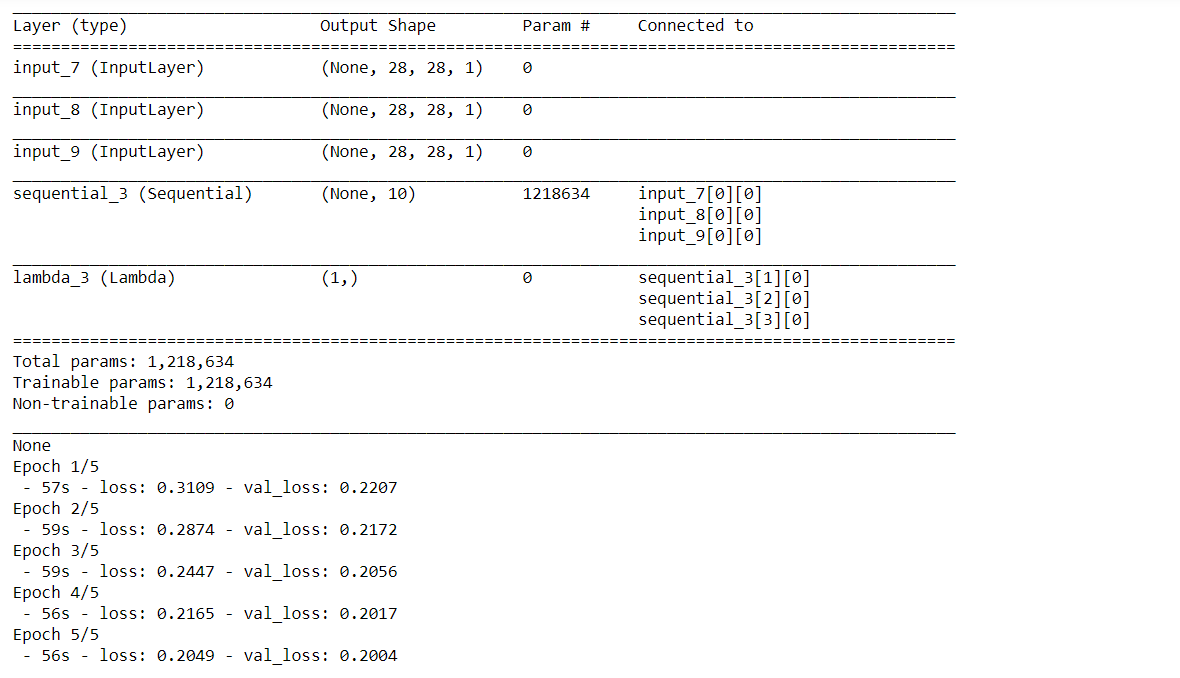 Layer (type) Output Shape Param # Connected to
==================================================================================================
input_7 (InputLayer) (None, 28, 28, 1) 0
__________________________________________________________________________________________________
input_8 (InputLayer) (None, 28, 28, 1) 0
__________________________________________________________________________________________________
input_9 (InputLayer) (None, 28, 28, 1) 0
__________________________________________________________________________________________________
sequential_3 (Sequential) (None, 10) 1218634 input_7[0][0]
input_8[0][0]
input_9[0][0]
__________________________________________________________________________________________________
lambda_3 (Lambda) (1,) 0 sequential_3[1][0]
sequential_3[2][0]
sequential_3[3][0]
==================================================================================================
Total params: 1,218,634
Trainable params: 1,218,634
Non-trainable params: 0
__________________________________________________________________________________________________
None
Epoch 1/5
- 57s - loss: 0.3109 - val_loss: 0.2207
Epoch 2/5
- 59s - loss: 0.2874 - val_loss: 0.2172
Epoch 3/5
- 59s - loss: 0.2447 - val_loss: 0.2056
Epoch 4/5
- 56s - loss: 0.2165 - val_loss: 0.2017
Epoch 5/5
- 56s - loss: 0.2049 - val_loss: 0.2004